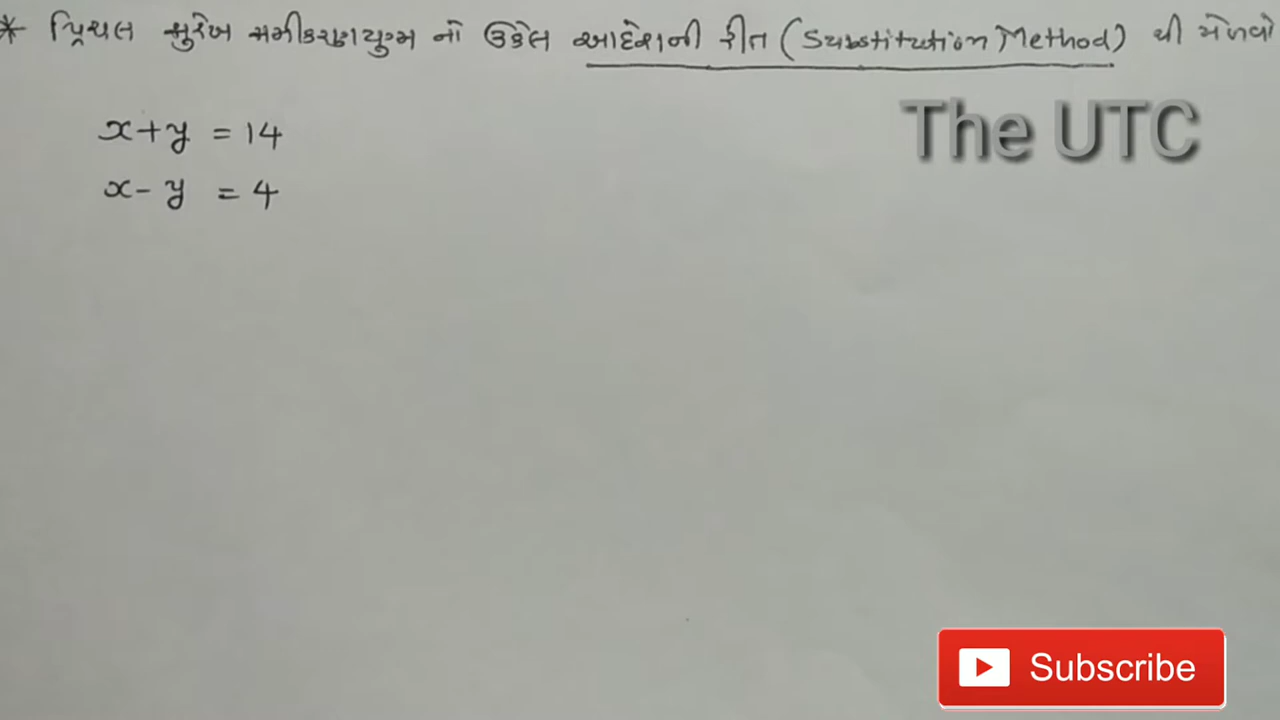 * દ્વિચલ સુરેખ સમીકરણયુગ્મ નો ઉકેલ આદેશની રીત (Substitution Method) થી મેળવો
The UTC
x+y = 14
x-y = 4
Subscribe